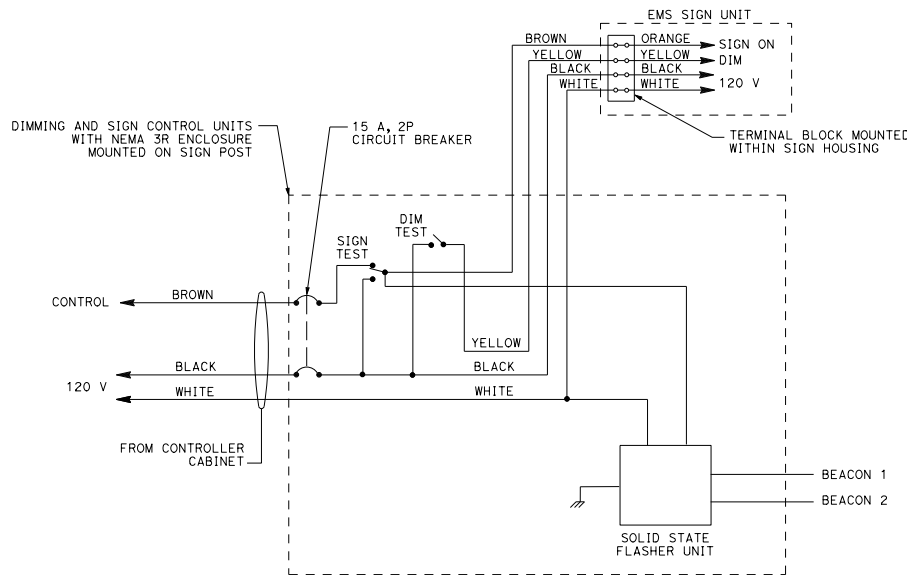 EMS SIGN UNIT
BROWN
ORANGE
SIGN ON
YELLOW
YELLOW
DIM
BLACK
BLACK
120 V
WHITE
WHITE
DIMMING AND SIGN CONTROL UNITS
WITH NEMA 3R ENCLOSURE
MOUNTED ON SIGN POST
15 A, 2P
CIRCUIT BREAKER
TERMINAL BLOCK MOUNTED
WITHIN SIGN HOUSING
DIM
TEST
SIGN
TEST
CONTROL
BROWN
YELLOW
BLACK
BLACK
120 V
WHITE
WHITE
FROM CONTROLLER
CABINET
BEACON 1
BEACON 2
SOLID STATE
FLASHER UNIT